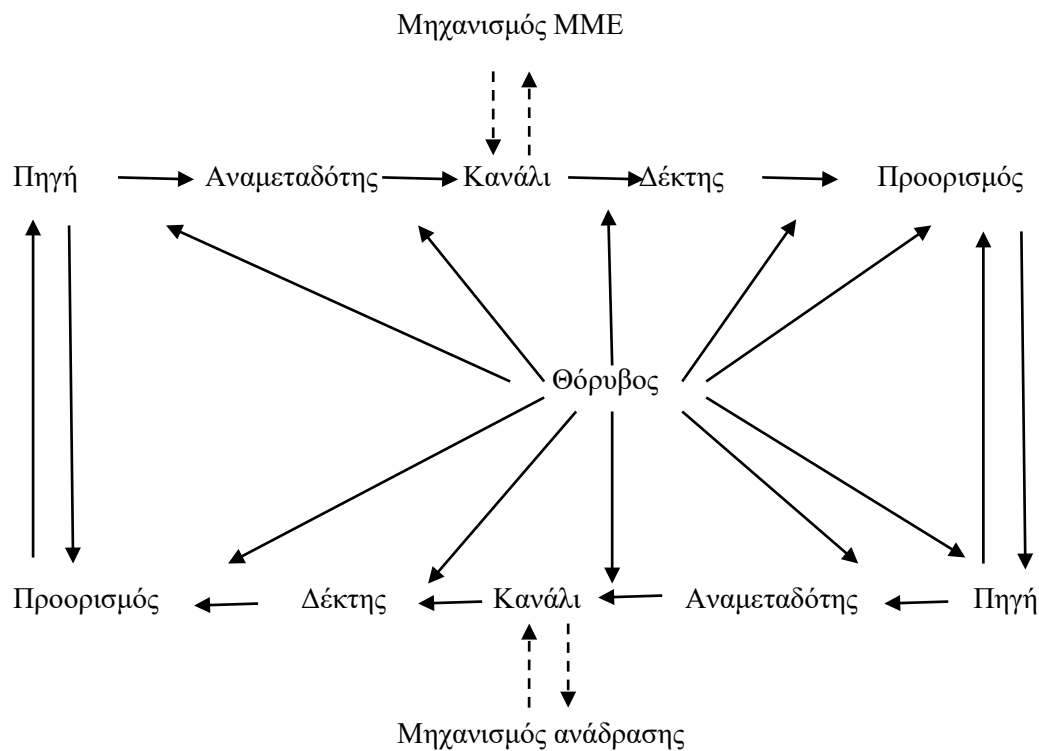 Μηχανισμός ΜΜΕ
Πηγή Αναμεταδότης Κανάλι Δέκτης Προορισμός
Θόρυβος
Προορισμός Δέκτης Κανάλι Αναμεταδότης Πηγή
Μηχανισμός ανάδρασης